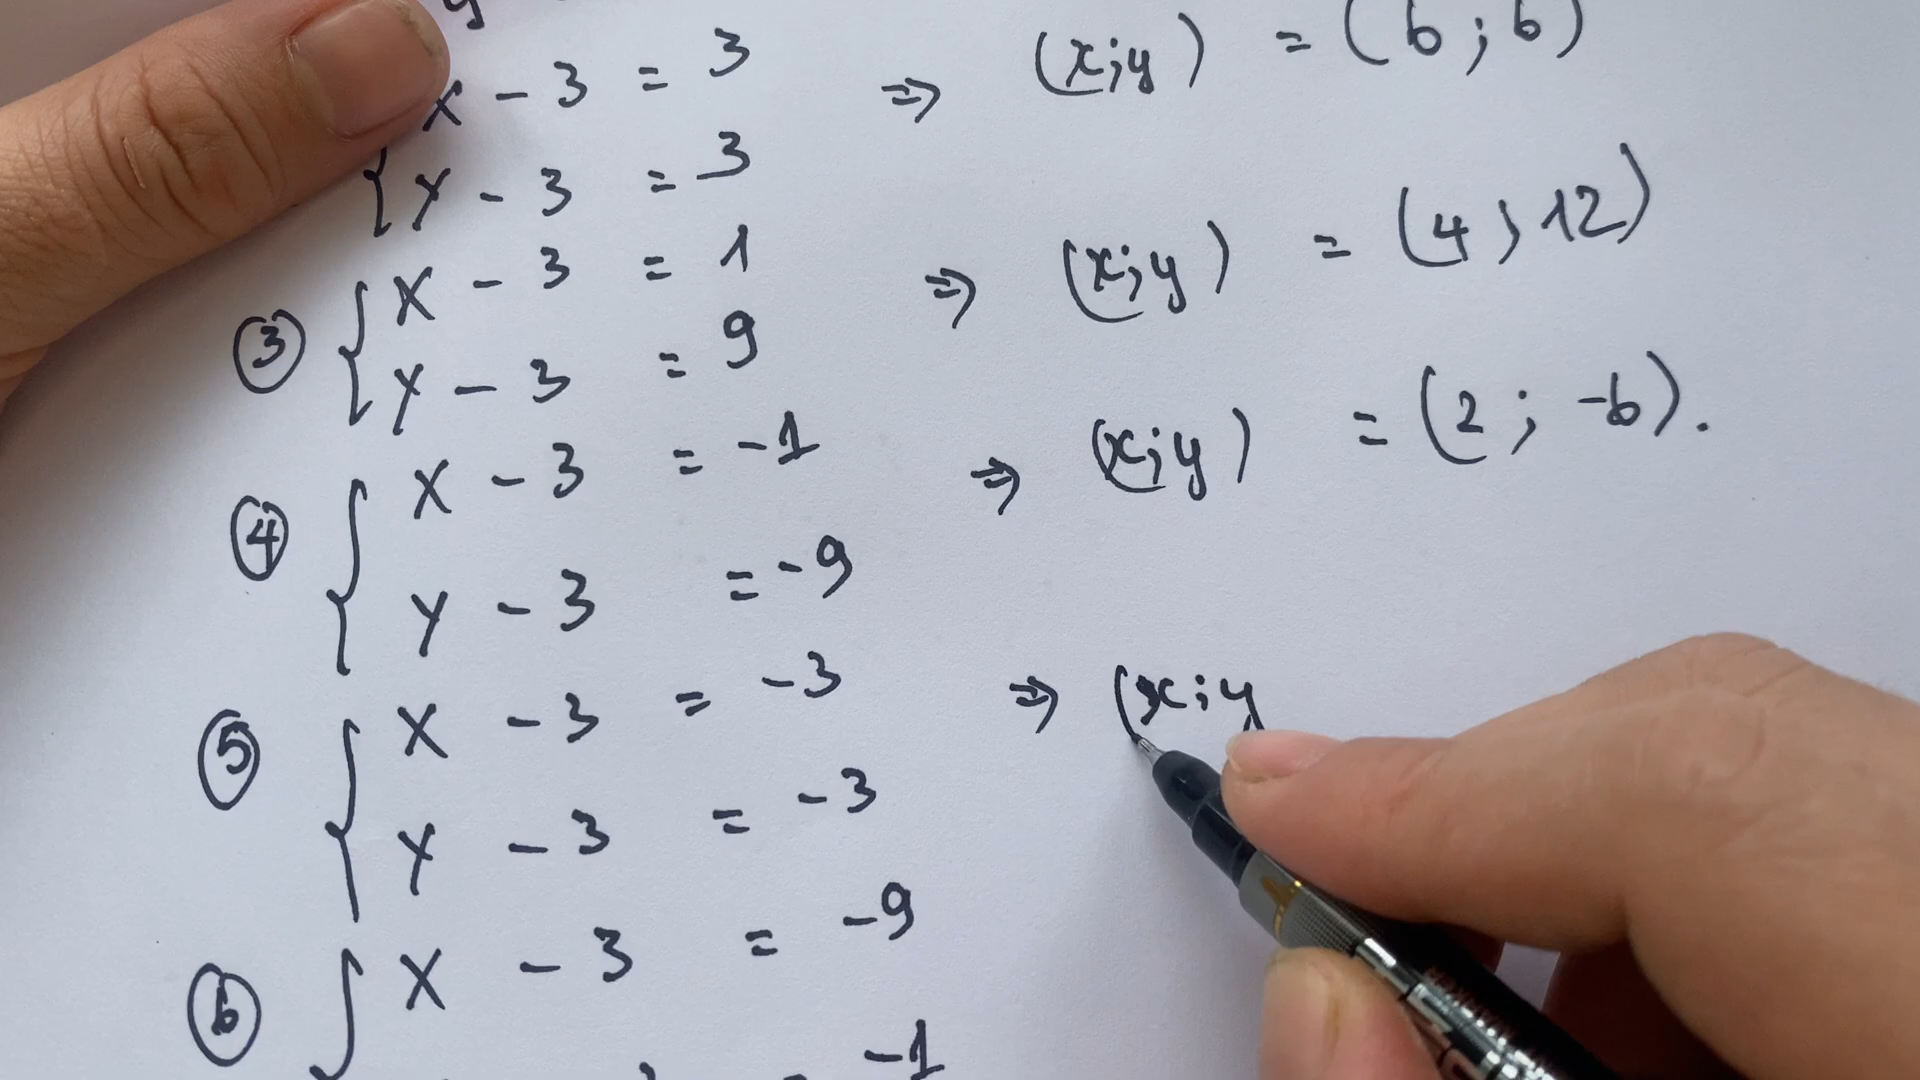 x - 3 = 3 ⇒ (x;y) = (6;6)
y - 3 = 3
③ { x - 3 = 1 ⇒ (x;y) = (4;12)
y - 3 = 9
④ { x - 3 = -1 ⇒ (x;y) = (2;-6).
y - 3 = -9
⑤ { x - 3 = -3 ⇒ (x;y
y - 3 = -3
⑥ { x - 3 = -9
= -1